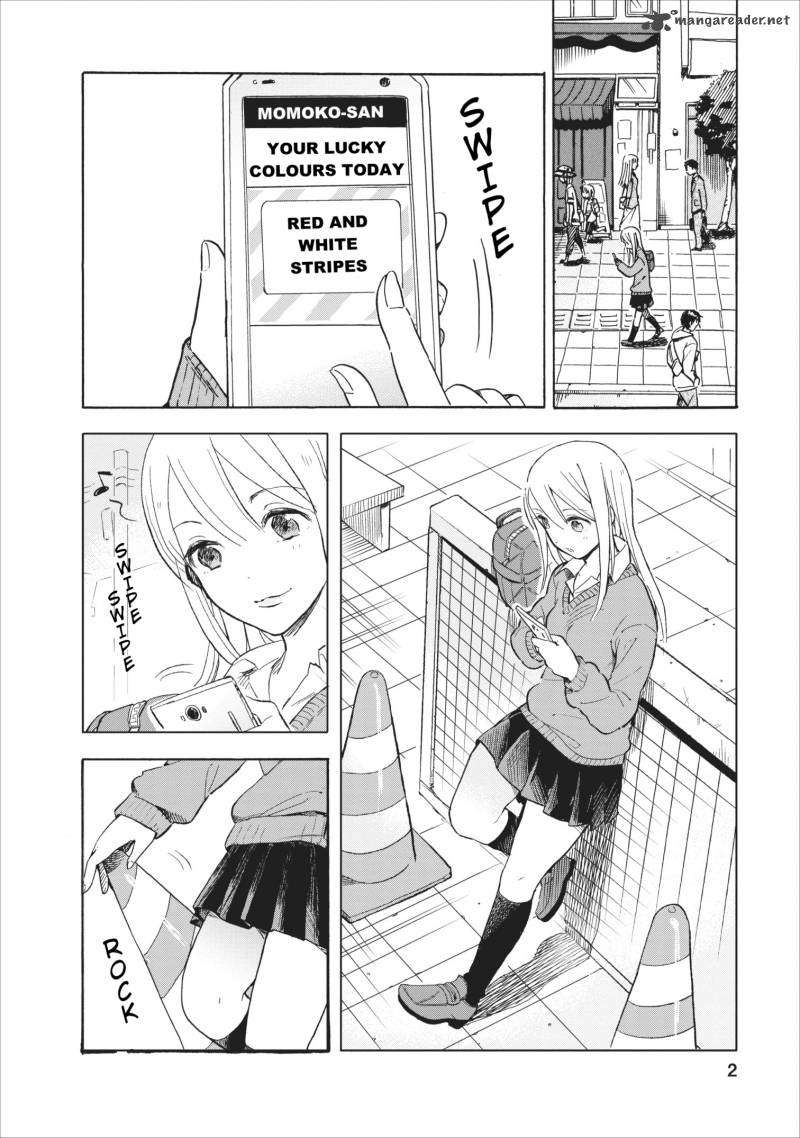 mangareader.net
MOMOKO-SAN
YOUR LUCKY
COLOURS TODAY
RED AND
WHITE
STRIPES
SWIPE
SWIPE
SWIPE
ROCK
2